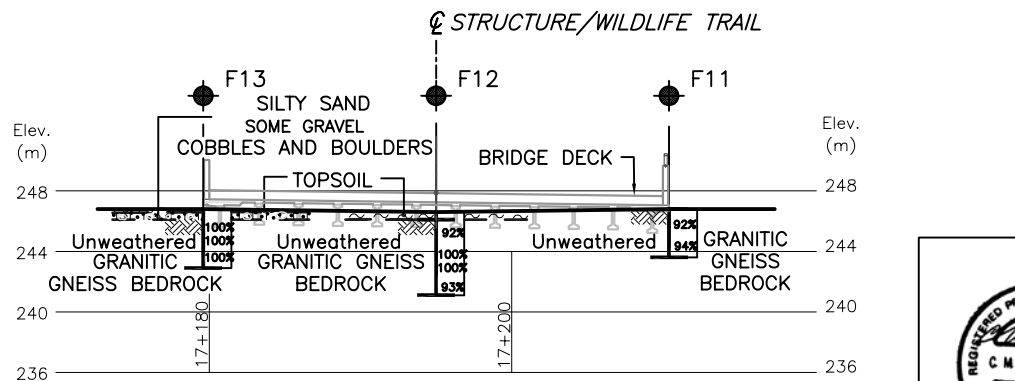 ℄ STRUCTURE/WILDLIFE TRAIL
F13
F12
F11
SILTY SAND
SOME GRAVEL
COBBLES AND BOULDERS
Elev.
(m)
Elev.
(m)
BRIDGE DECK
TOPSOIL
248
248
100%
100%
100%
92%
100%
100%
93%
92%
94%
Unweathered
GRANITIC
GNEISS BEDROCK
Unweathered
GRANITIC GNEISS
BEDROCK
Unweathered
GRANITIC
GNEISS
BEDROCK
244
244
240
240
17+180
17+200
236
236
REGISTERED
C M